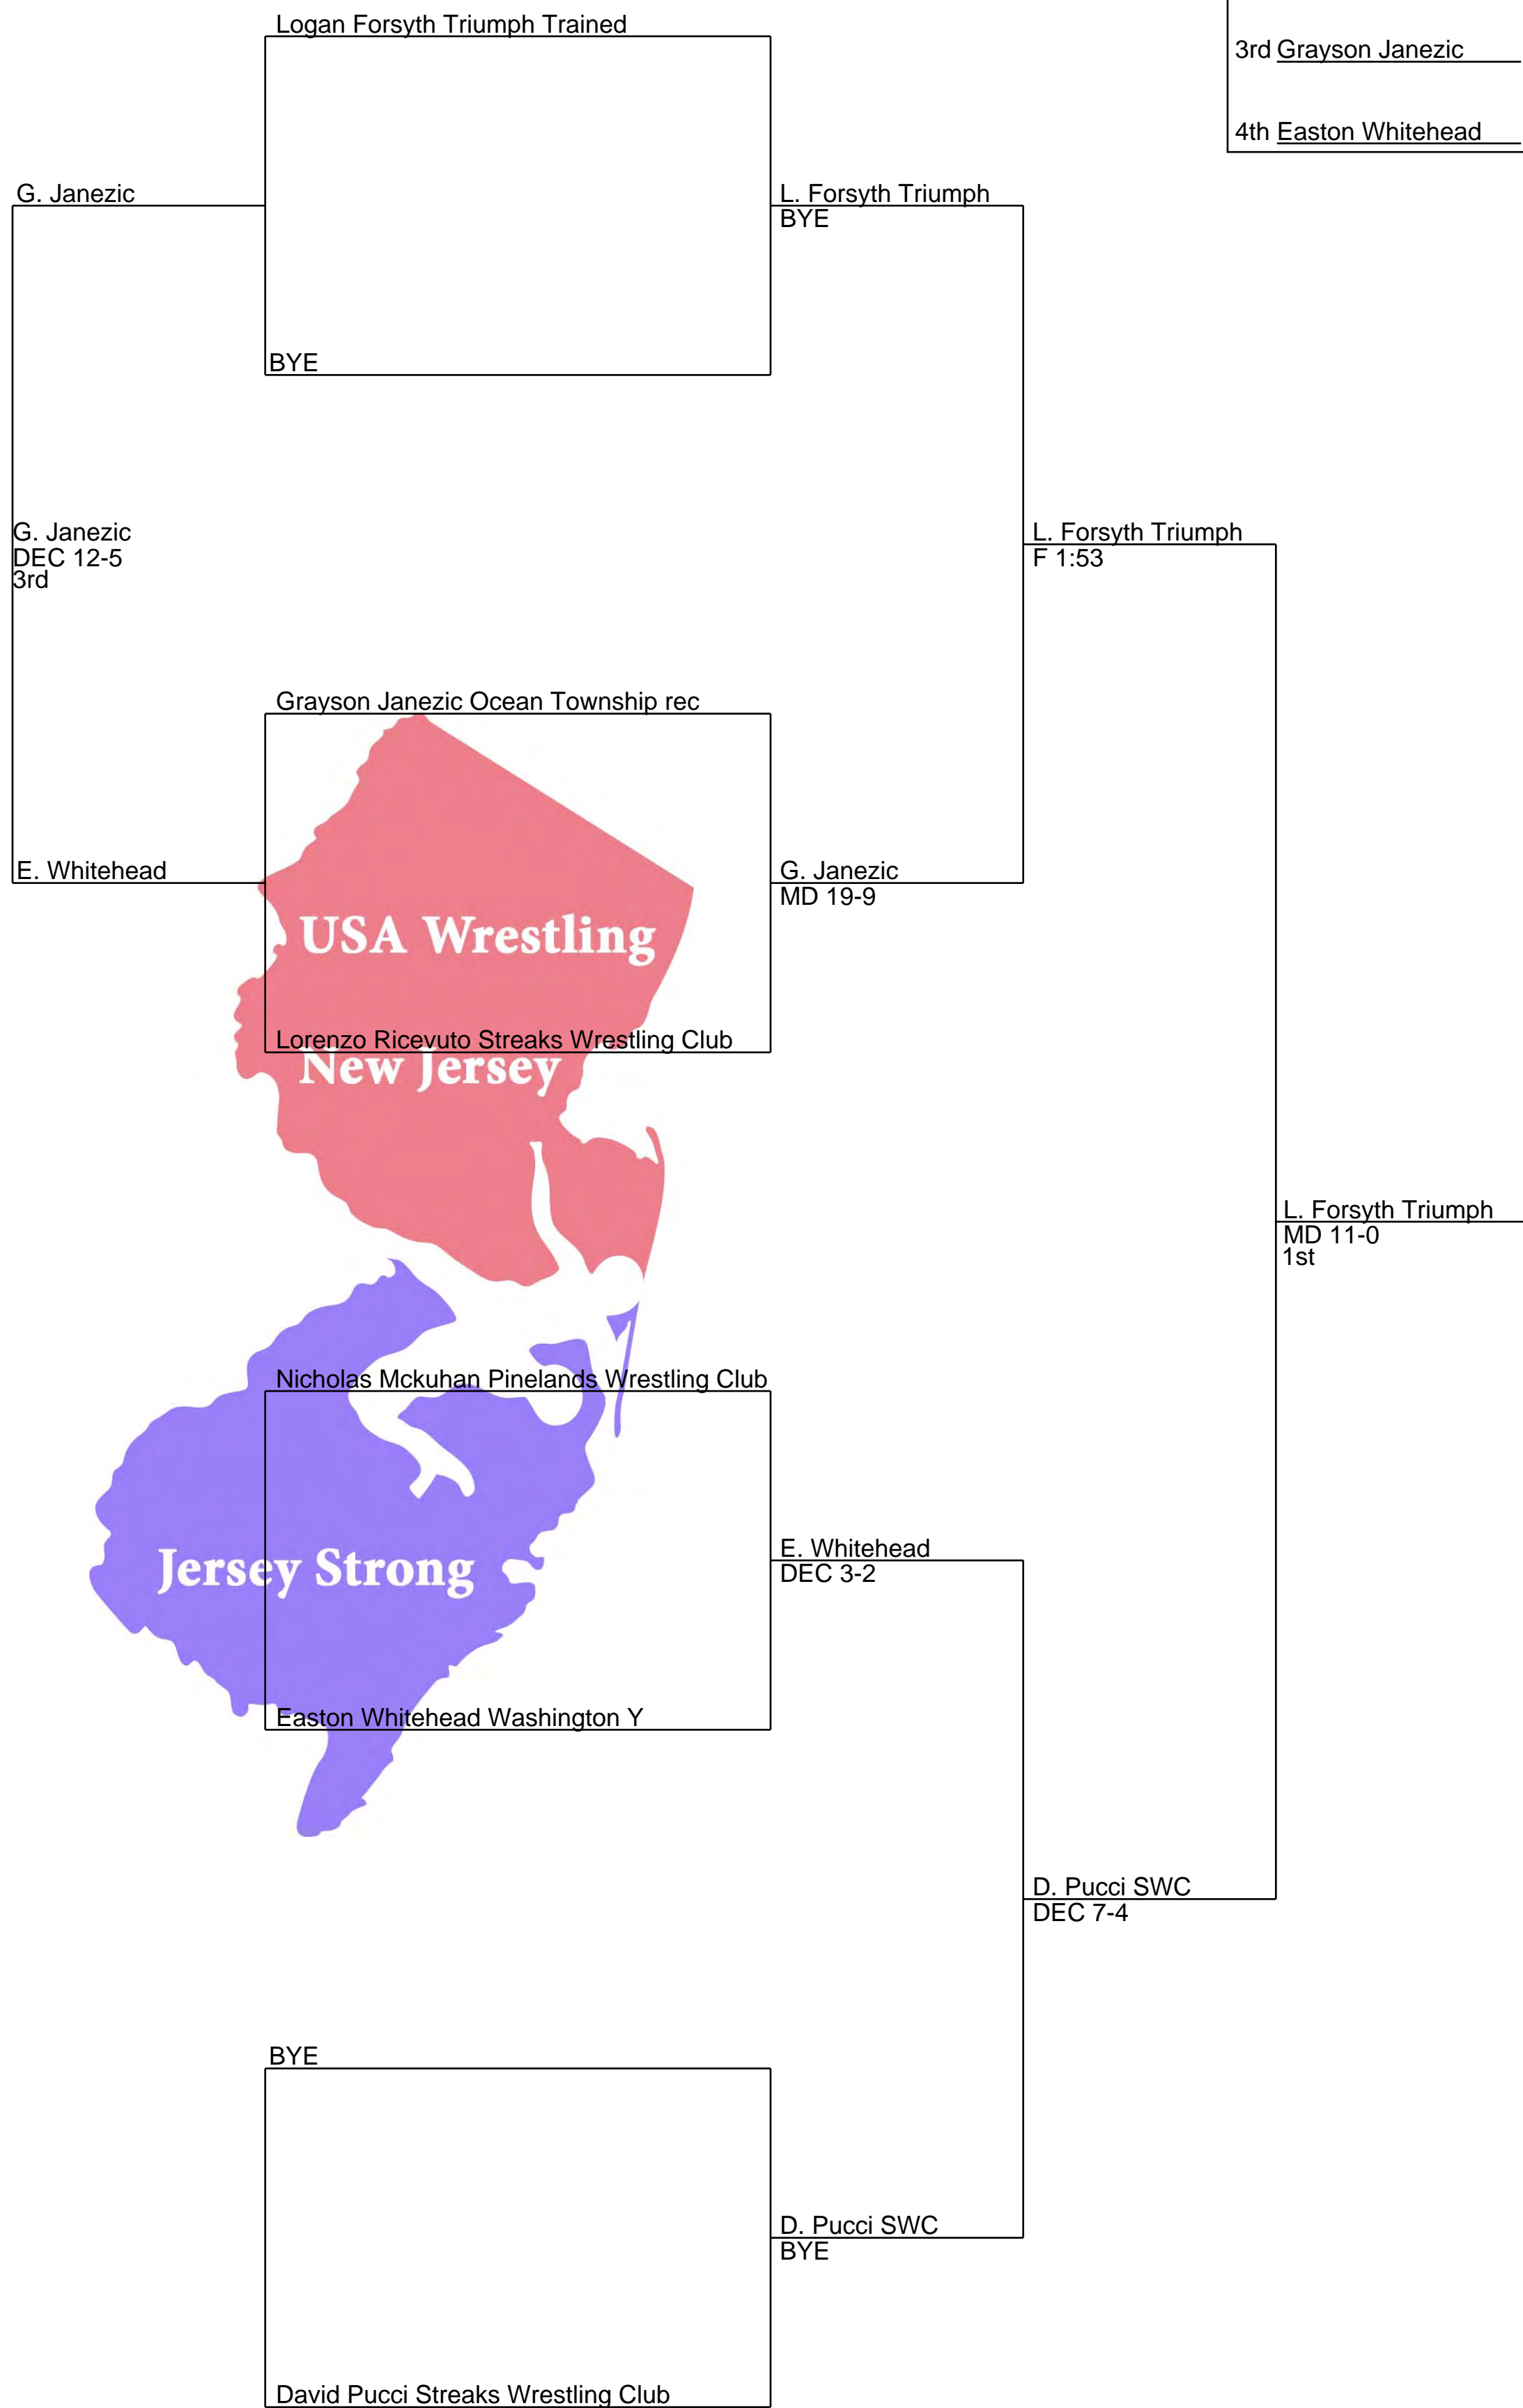 Logan Forsyth Triumph Trained
3rd Grayson Janezic
4th Easton Whitehead
G. Janezic
L. Forsyth Triumph
BYE
BYE
G. Janezic
DEC 12-5
3rd
L. Forsyth Triumph
F 1:53
Grayson Janezic Ocean Township rec
E. Whitehead
G. Janezic
MD 19-9
USA Wrestling
Lorenzo Ricevuto Streaks Wrestling Club
New Jersey
L. Forsyth Triumph
MD 11-0
1st
Nicholas Mckuhan Pinelands Wrestling Club
E. Whitehead
DEC 3-2
Jersey Strong
Easton Whitehead Washington Y
D. Pucci SWC
DEC 7-4
BYE
D. Pucci SWC
BYE
David Pucci Streaks Wrestling Club